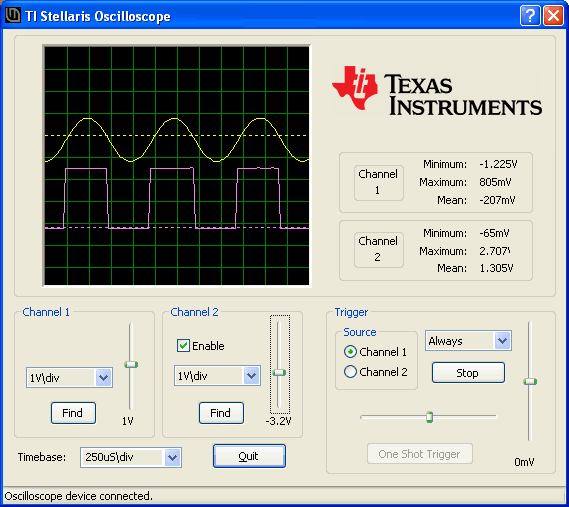 TI Stellaris Oscilloscope
TEXAS
INSTRUMENTS
Channel 1
Minimum: -1.225V
Maximum: 805mV
Mean: -207mV
Channel 2
Minimum: -65mV
Maximum: 2.707V
Mean: 1.305V
Channel 1
1V\div
Find
1V
Channel 2
Enable
1V\div
Find
-3.2V
Trigger
Source
Channel 1
Channel 2
Always
Stop
One Shot Trigger
0mV
Timebase: 250uS\div
Quit
Oscilloscope device connected.